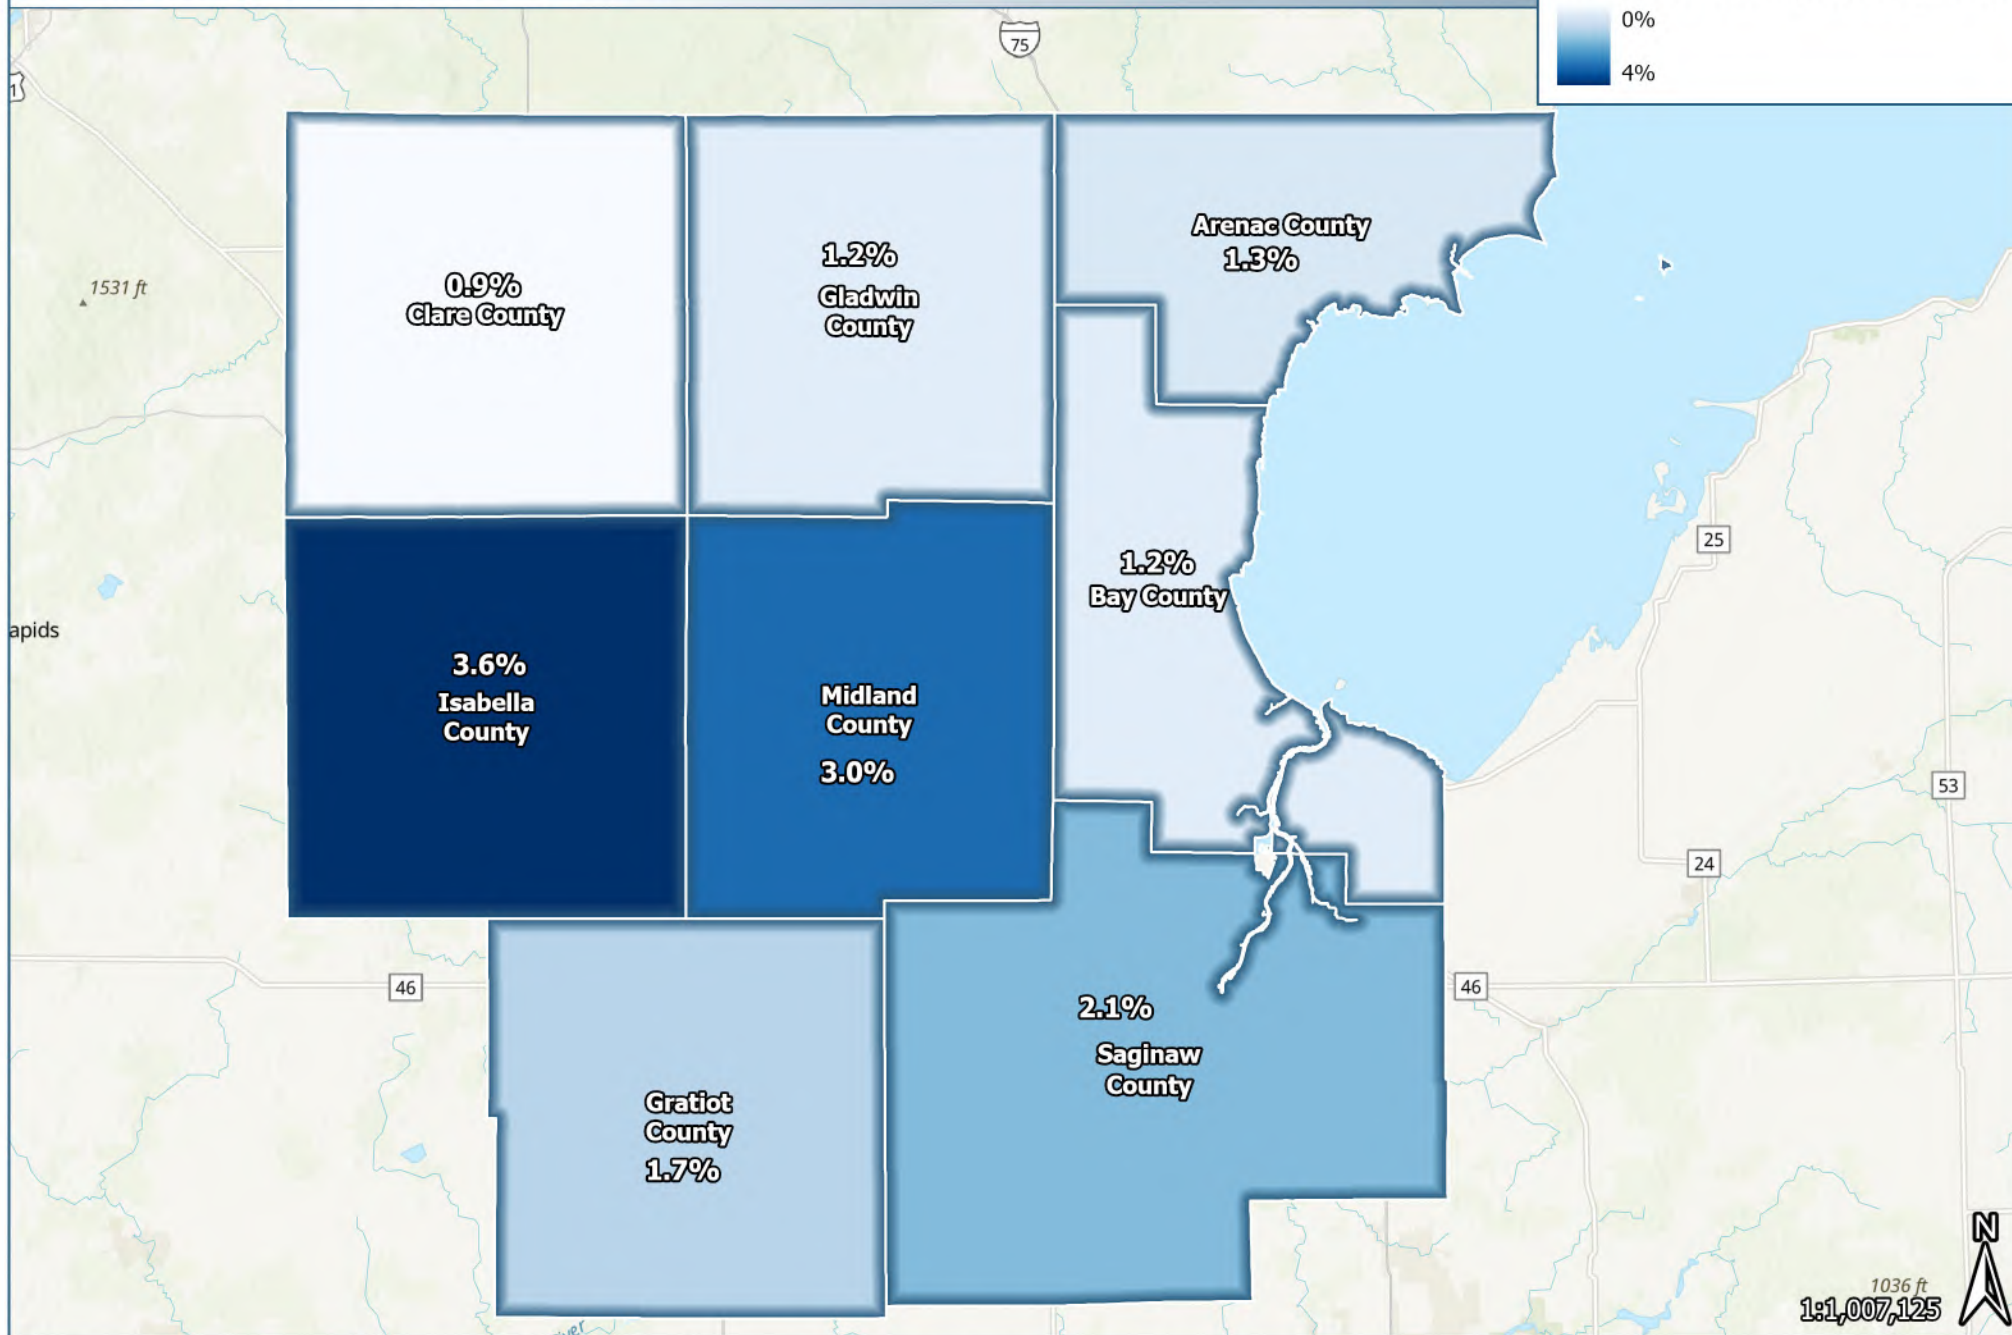 0%
4%
75
1
1531 ft
0.9%
Clare County
1.2%
Gladwin
County
Arenac County
1.3%
25
1.2%
Bay County
apids
3.6%
Isabella
County
Midland
County
3.0%
53
24
46
46
2.1%
Saginaw
County
Gratiot
County
1.7%
N
1036 ft
1:1,007,125
iver